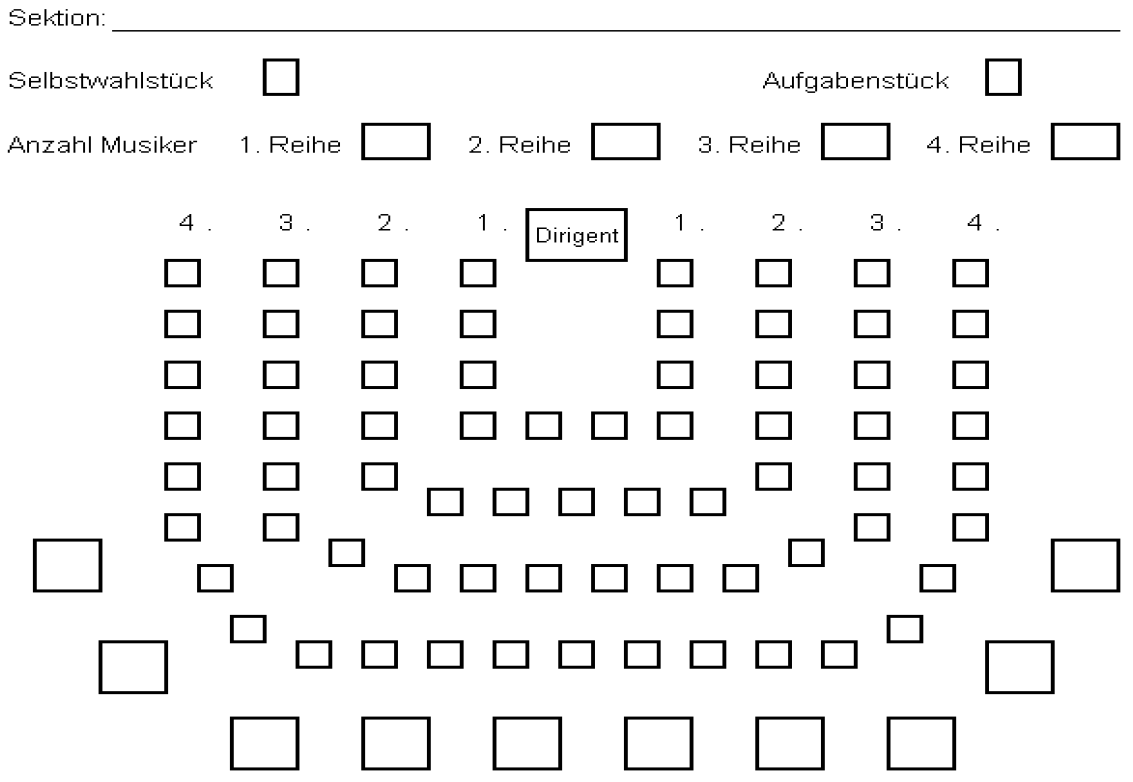 Sektion:
Selbstwahlstück Aufgabenstück
Anzahl Musiker 1. Reihe 2. Reihe 3. Reihe 4. Reihe
4. 3. 2. 1. Dirigent 1. 2. 3. 4.